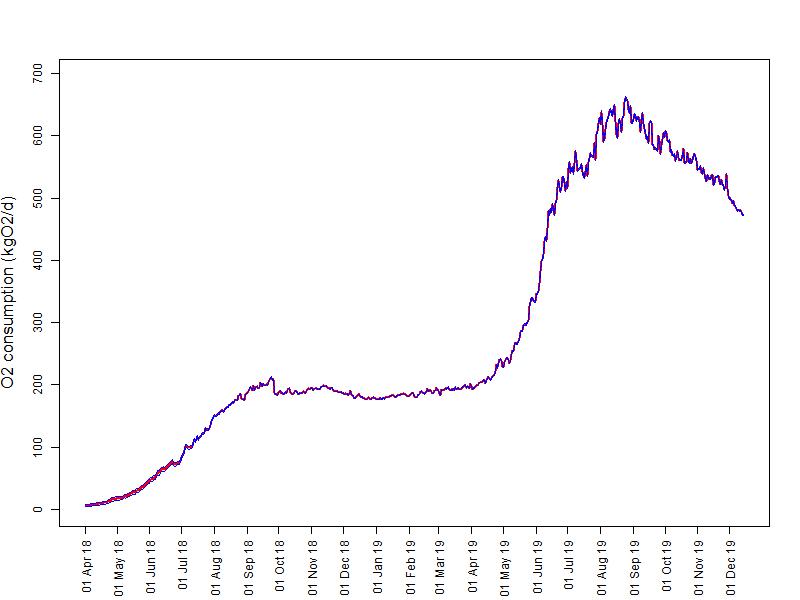 O2 consumption (kgO2/d)
700
600
500
400
300
200
100
0
01 Apr 18
01 May 18
01 Jun 18
01 Jul 18
01 Aug 18
01 Sep 18
01 Oct 18
01 Nov 18
01 Dec 18
01 Jan 19
01 Feb 19
01 Mar 19
01 Apr 19
01 May 19
01 Jun 19
01 Jul 19
01 Aug 19
01 Sep 19
01 Oct 19
01 Nov 19
01 Dec 19